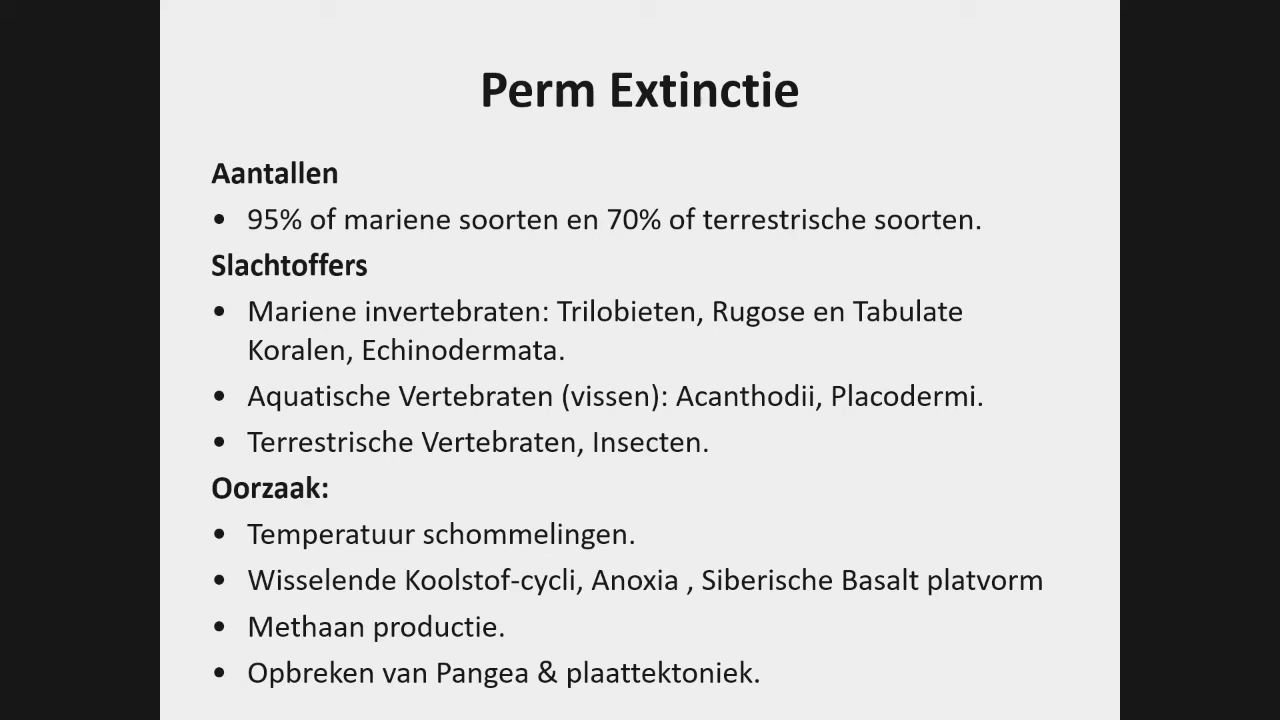 Perm Extinctie
Aantallen
• 95% of mariene soorten en 70% of terrestrische soorten.
Slachtoffers
• Mariene invertebraten: Trilobieten, Rugose en Tabulate
Koralen, Echinodermata.
• Aquatische Vertebraten (vissen): Acanthodii, Placodermi.
• Terrestrische Vertebraten, Insecten.
Oorzaak:
• Temperatuur schommelingen.
• Wisselende Koolstof-cycli, Anoxia , Siberische Basalt platvorm
• Methaan productie.
• Opbreken van Pangea & plaattektoniek.